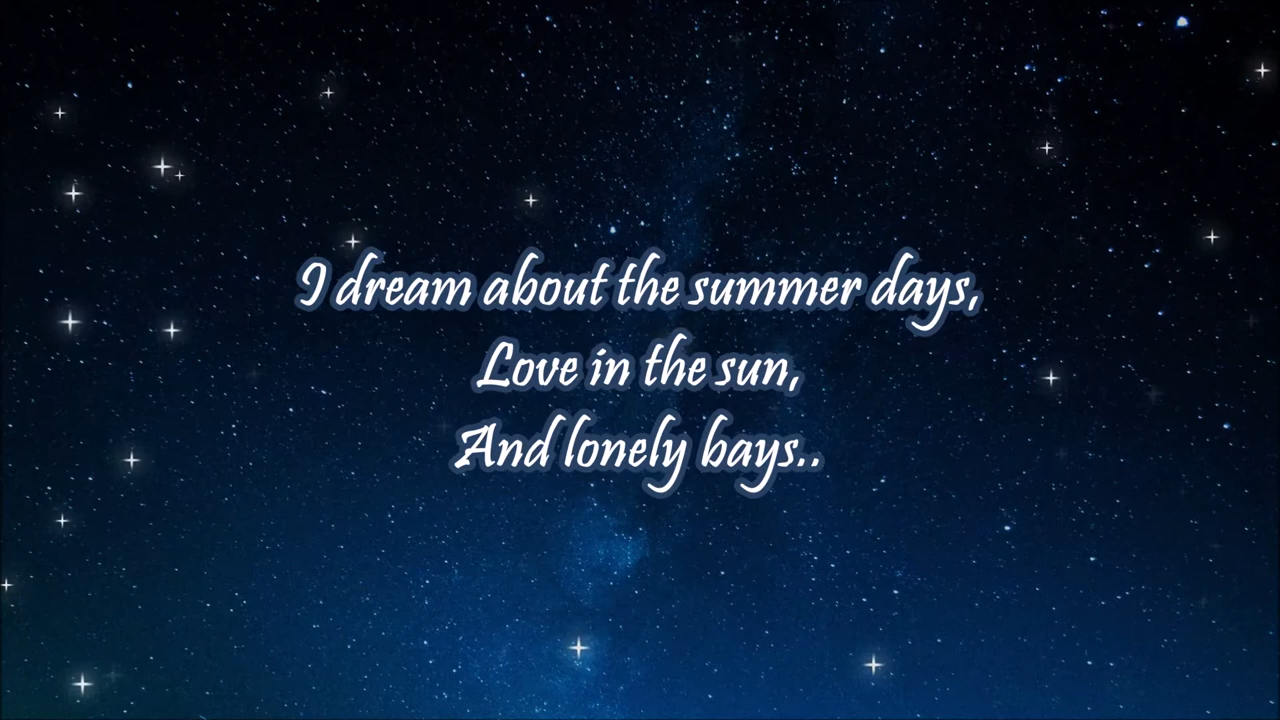 I dream about the summer days,
Love in the sun,
And lonely bays..